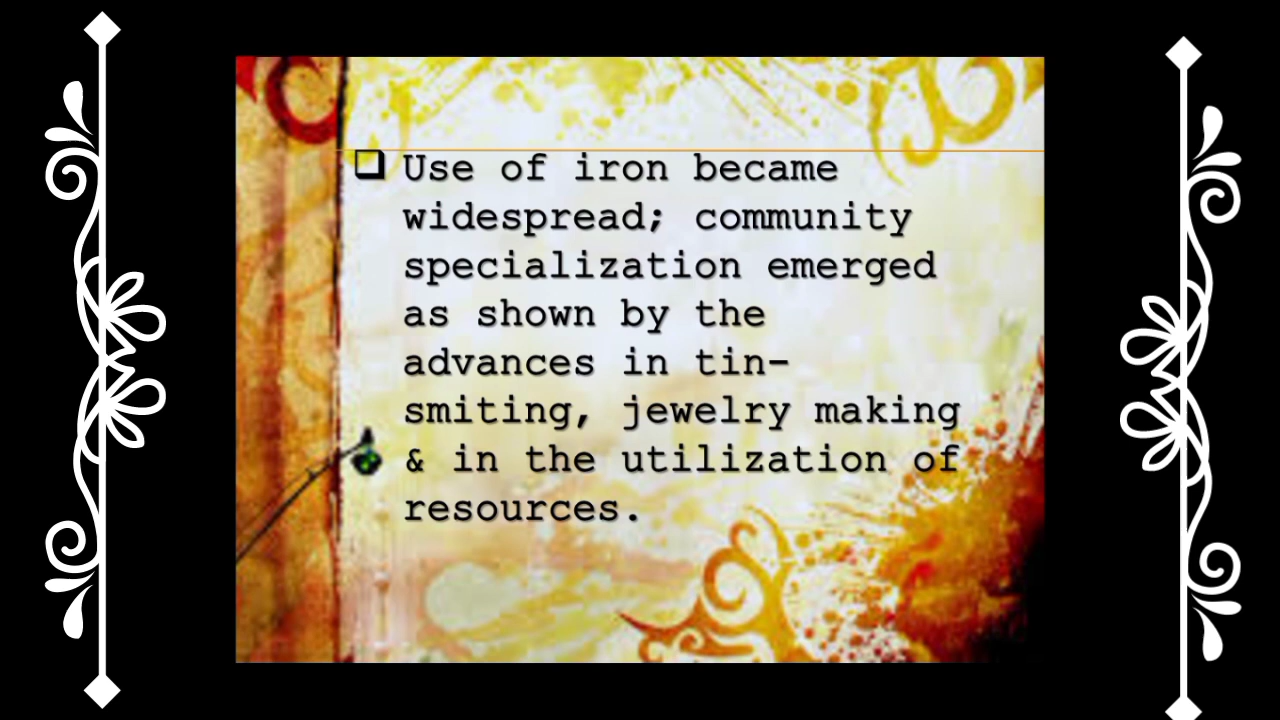 Use of iron became
widespread; community
specialization emerged
as shown by the
advances in tin-
smiting, jewelry making
& in the utilization of
resources.